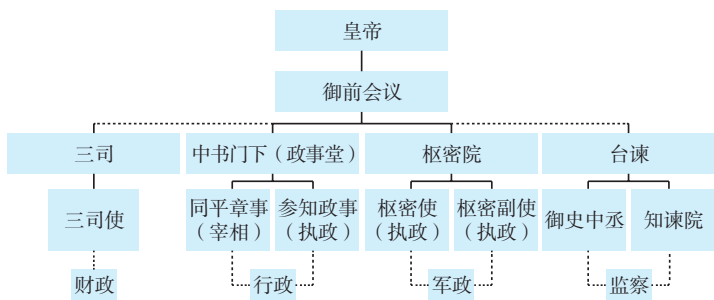 皇帝
御前会议
三司
中书门下（政事堂）
枢密院
台谏
三司使
同平章事
（宰相）
参知政事
（执政）
枢密使
（执政）
枢密副使
（执政）
御史中丞
知谏院
财政
行政
军政
监察